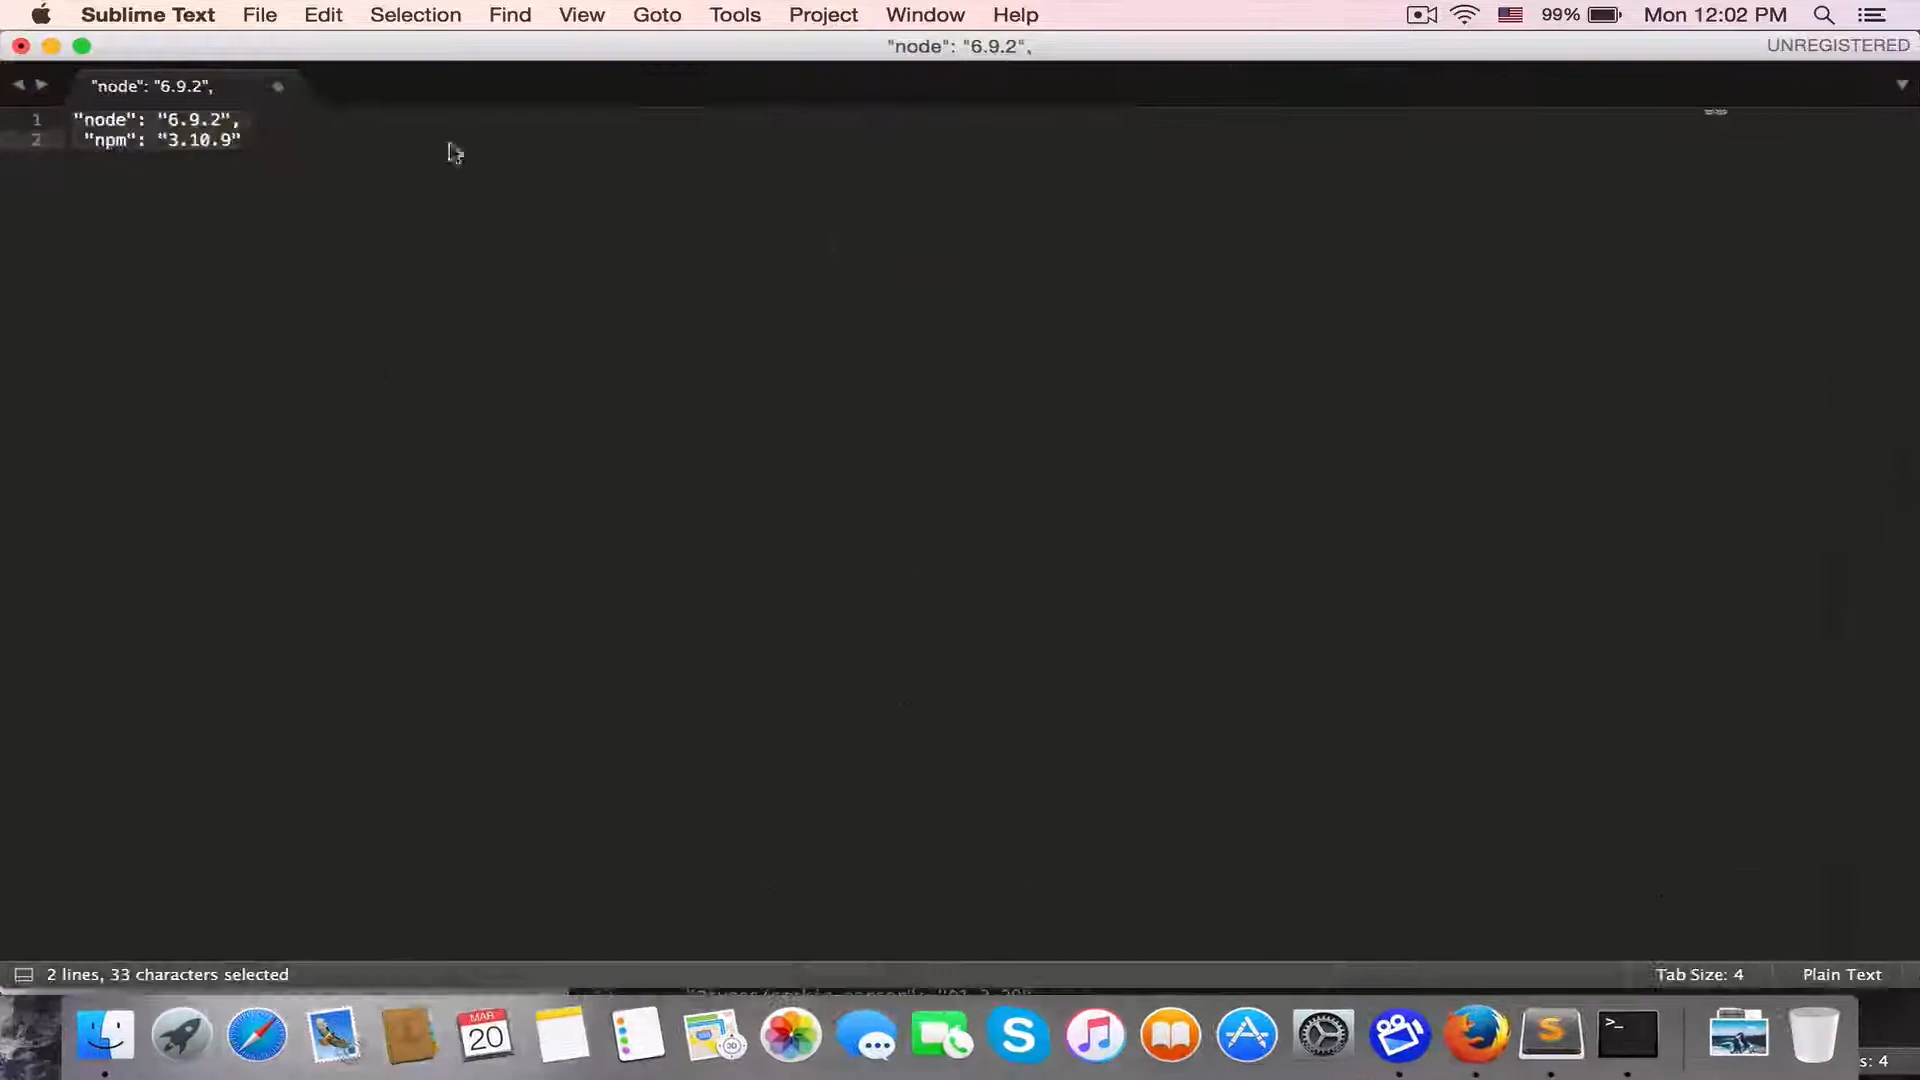 Sublime Text File Edit Selection Find View Goto Tools Project Window Help 99% Mon 12:02 PM
"node": "6.9.2",
UNREGISTERED
"node": "6.9.2",
1 "node": "6.9.2",
2 "npm": "3.10.9"
2 lines, 33 characters selected
Tab Size: 4
Plain Text
MAR
20
s: 4